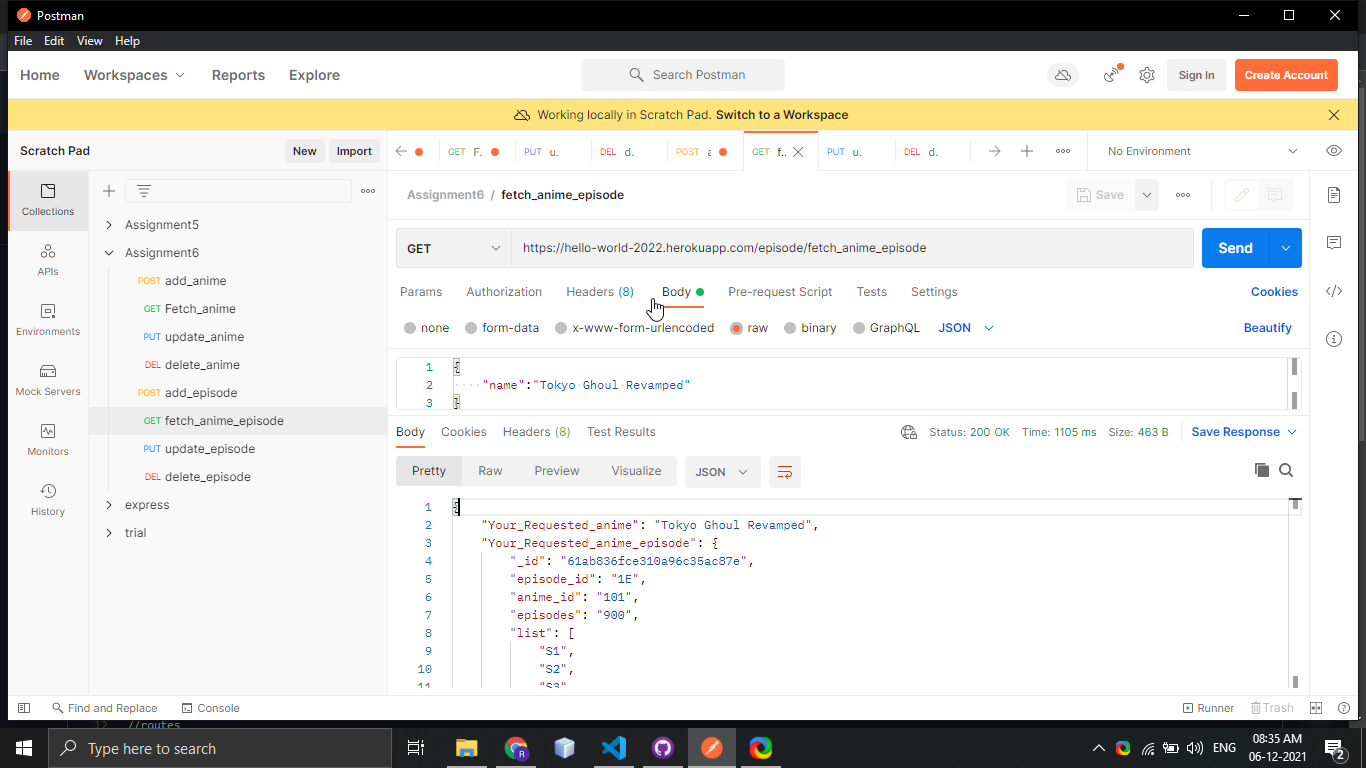 Postman
File Edit View Help
Home Workspaces Reports Explore Search Postman Sign In Create Account
Working locally in Scratch Pad. Switch to a Workspace
Scratch Pad New Import GET F. PUT u. DEL d. POST a GET f.. PUT u. DEL d. No Environment
Collections
APIs
Environments
Mock Servers
Monitors
History
Assignment5
Assignment6
POST add_anime
GET Fetch_anime
PUT update_anime
DEL delete_anime
POST add_episode
GET fetch_anime_episode
PUT update_episode
DEL delete_episode
express
trial
Assignment6 / fetch_anime_episode Save
GET https://hello-world-2022.herokuapp.com/episode/fetch_anime_episode Send
Params Authorization Headers (8) Body Pre-request Script Tests Settings Cookies
none form-data x-www-form-urlencoded raw binary GraphQL JSON Beautify
1 {
2 "name":"Tokyo Ghoul Revamped"
3 }
Body Cookies Headers (8) Test Results Status: 200 OK Time: 1105 ms Size: 463 B Save Response
Pretty Raw Preview Visualize JSON
1 {
2 "Your_Requested_anime": "Tokyo Ghoul Revamped",
3 "Your_Requested_anime_episode": {
4 "_id": "61ab836fce310a96c35ac87e",
5 "episode_id": "1E",
6 "anime_id": "101",
7 "episodes": "900",
8 "list": [
9 "S1",
10 "S2",
11 "S3"
Find and Replace Console Runner Trash
12 //routes
Type here to search ENG 08:35 AM
06-12-2021 2